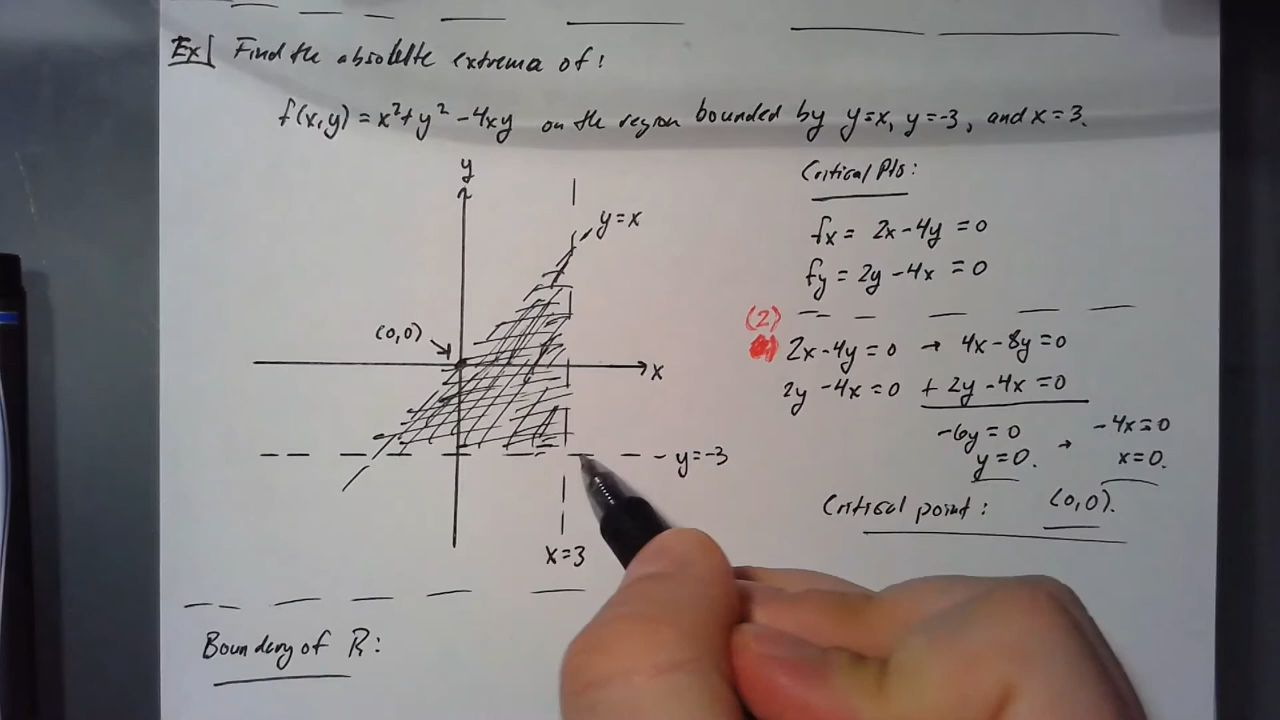 Ex] Find the absolute extrema of:
f(x,y) = x² + y² - 4xy on the region bounded by y=x, y=-3, and x=3.
y
y=x
(0,0)
x
y=-3
x=3
Critical Pts:
fx = 2x-4y = 0
fy = 2y-4x = 0
(2)
2x-4y=0 → 4x-8y=0
2y-4x=0 + 2y-4x=0
-6y=0 → -4x=0
y=0. x=0.
Critical point: (0,0).
Boundary of R: